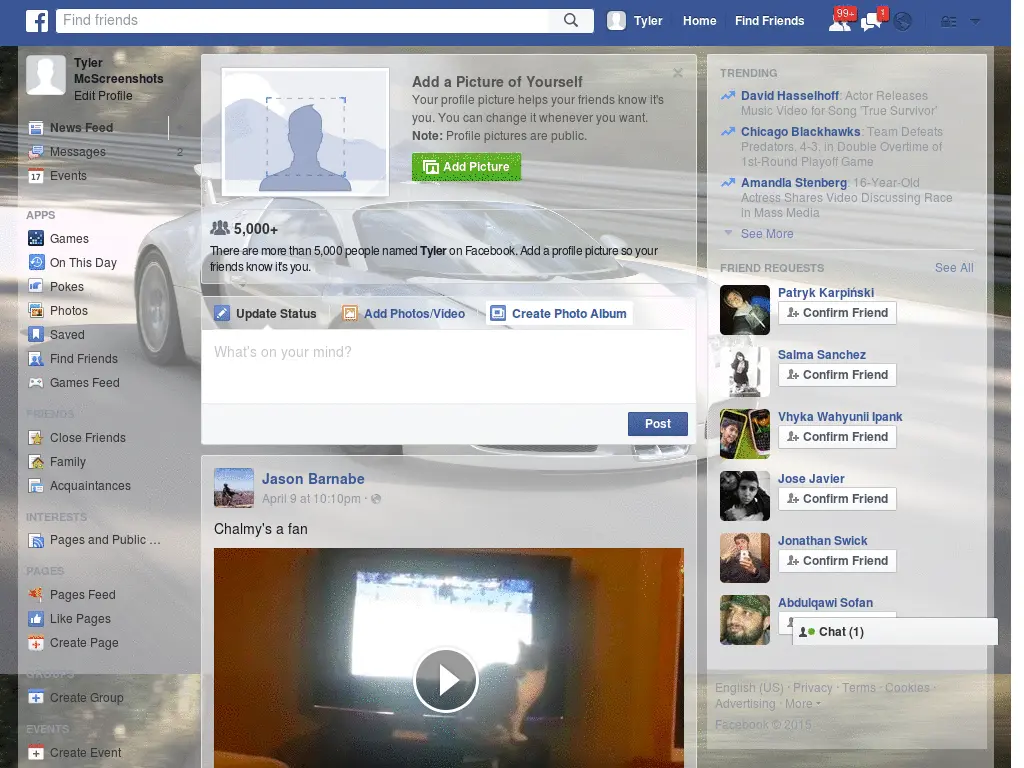 f
Find friends
Tyler
Home
Find Friends
99+
1
Tyler
McScreenshots
Edit Profile
News Feed
Messages
2
17
Events
APPS
Games
On This Day
Pokes
Photos
Saved
Find Friends
Games Feed
FRIENDS
Close Friends
Family
Acquaintances
INTERESTS
Pages and Public ...
PAGES
Pages Feed
Like Pages
Create Page
GROUPS
Create Group
EVENTS
Create Event
Add a Picture of Yourself
Your profile picture helps your friends know it's
you. You can change it whenever you want.
Note: Profile pictures are public.
Add Picture
5,000+
There are more than 5,000 people named Tyler on Facebook. Add a profile picture so your
friends know it's you.
Update Status
Add Photos/Video
Create Photo Album
What's on your mind?
Post
Jason Barnabe
April 9 at 10:10pm ·
Chalmy's a fan
TRENDING
David Hasselhoff: Actor Releases
Music Video for Song 'True Survivor'
Chicago Blackhawks: Team Defeats
Predators, 4-3, in Double Overtime of
1st-Round Playoff Game
Amandla Stenberg: 16-Year-Old
Actress Shares Video Discussing Race
in Mass Media
See More
FRIEND REQUESTS
See All
Patryk Karpiński
Confirm Friend
Salma Sanchez
Confirm Friend
Vhyka Wahyunii Ipank
Confirm Friend
Jose Javier
Confirm Friend
Jonathan Swick
Confirm Friend
Abdulqawi Sofan
Chat (1)
English (US) · Privacy · Terms · Cookies ·
Advertising · More
Facebook © 2015